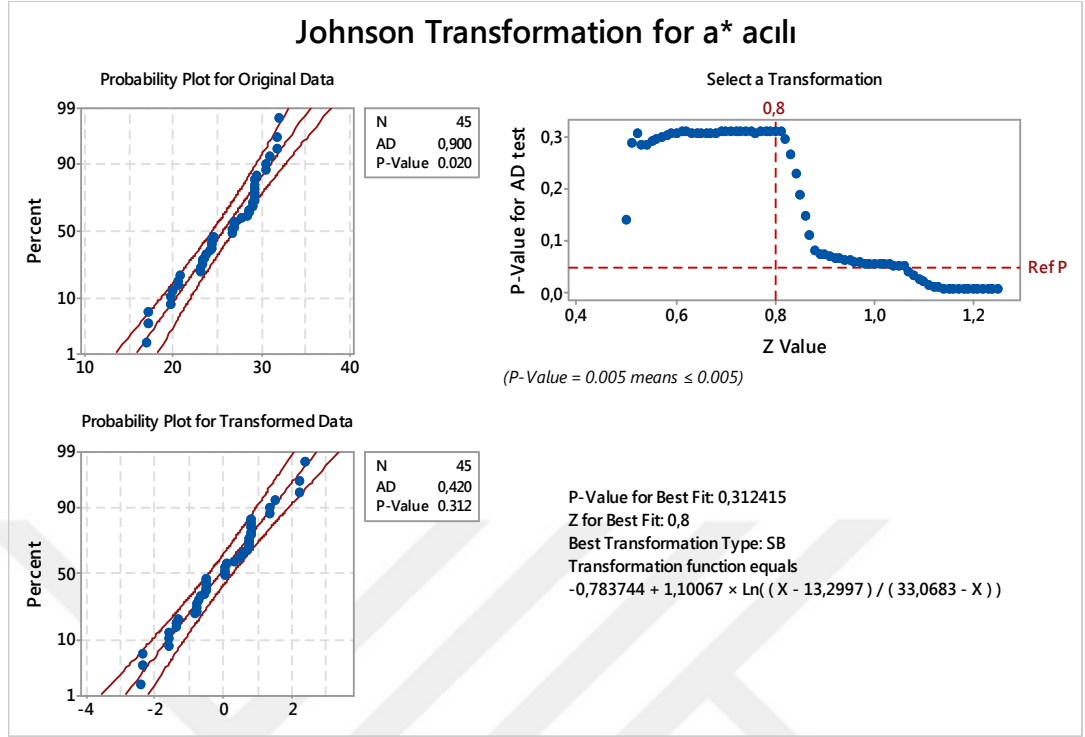 Johnson Transformation for a* acılı
Probability Plot for Original Data
Percent
99
90
50
10
1
10 20 30 40
N 45
AD 0,900
P-Value 0.020
Select a Transformation
0,8
P-Value for AD test
0,3
0,2
0,1
0,0
Ref P
0,4 0,6 0,8 1,0 1,2
Z Value
(P-Value = 0.005 means ≤ 0.005)
Probability Plot for Transformed Data
Percent
99
90
50
10
1
-4 -2 0 2
N 45
AD 0,420
P-Value 0.312
P-Value for Best Fit: 0,312415
Z for Best Fit: 0,8
Best Transformation Type: SB
Transformation function equals
-0,783744 + 1,10067 × Ln( ( X - 13,2997 ) / ( 33,0683 - X ) )